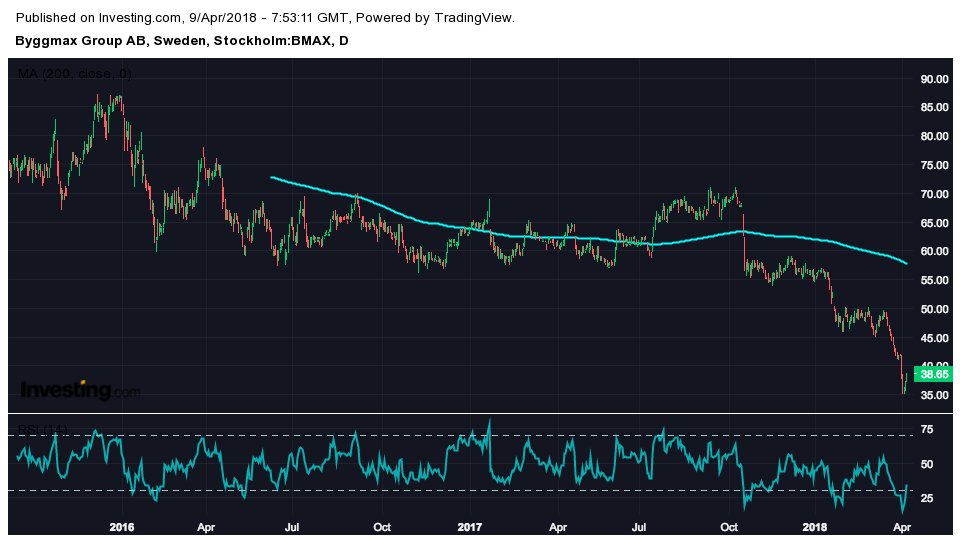 Published on Investing.com, 9/Apr/2018 - 7:53:11 GMT, Powered by TradingView.
Byggmax Group AB, Sweden, Stockholm:BMAX, D
MA (200, close, 0)
90.00
85.00
80.00
75.00
70.00
65.00
60.00
55.00
50.00
45.00
40.00
38.65
35.00
Investing.com
RSI (14)
75
50
25
2016 Apr Jul Oct 2017 Apr Jul Oct 2018 Apr